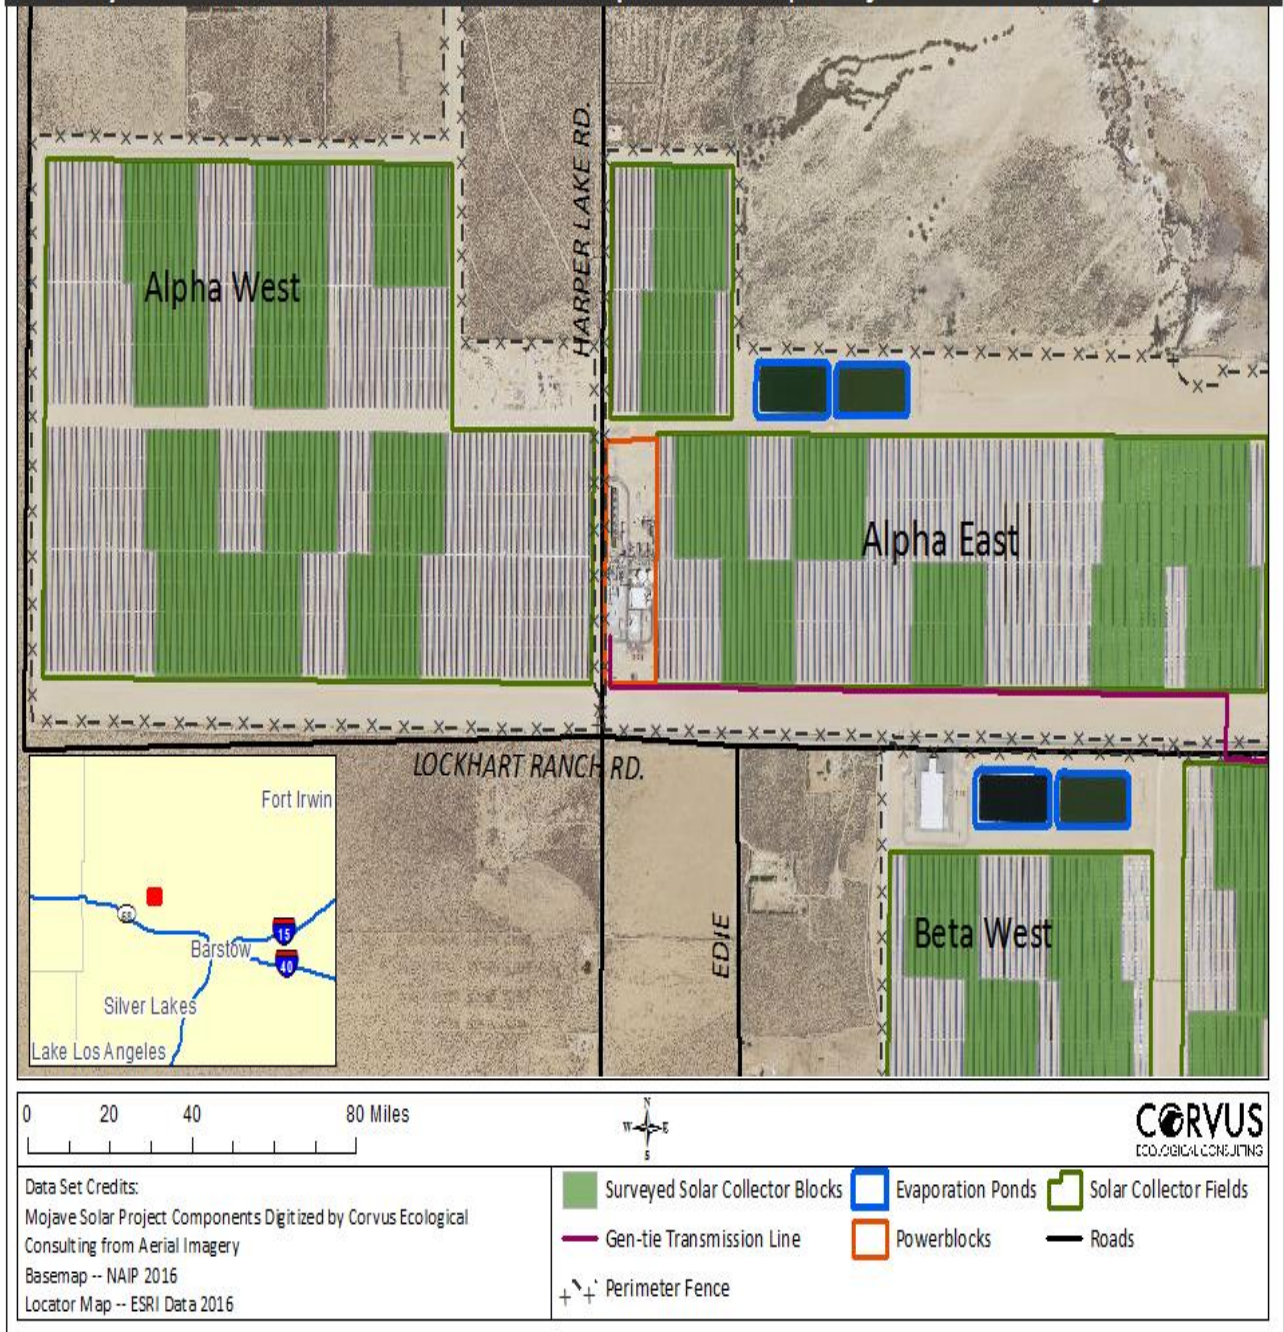 HARPER LAKE RD.
Alpha West
Alpha East
LOCKHART RANCH RD.
EDIE
Beta West
Fort Irwin
58
15
Barstow
40
Silver Lakes
Lake Los Angeles
0 20 40 80 Miles
N
W E
S
CORVUS
ECOLOGICAL CONSULTING
Data Set Credits:
Mojave Solar Project Components Digitized by Corvus Ecological
Consulting from Aerial Imagery
Basemap -- NAIP 2016
Locator Map -- ESRI Data 2016
Surveyed Solar Collector Blocks
Evaporation Ponds
Solar Collector Fields
Gen-tie Transmission Line
Powerblocks
Roads
Perimeter Fence